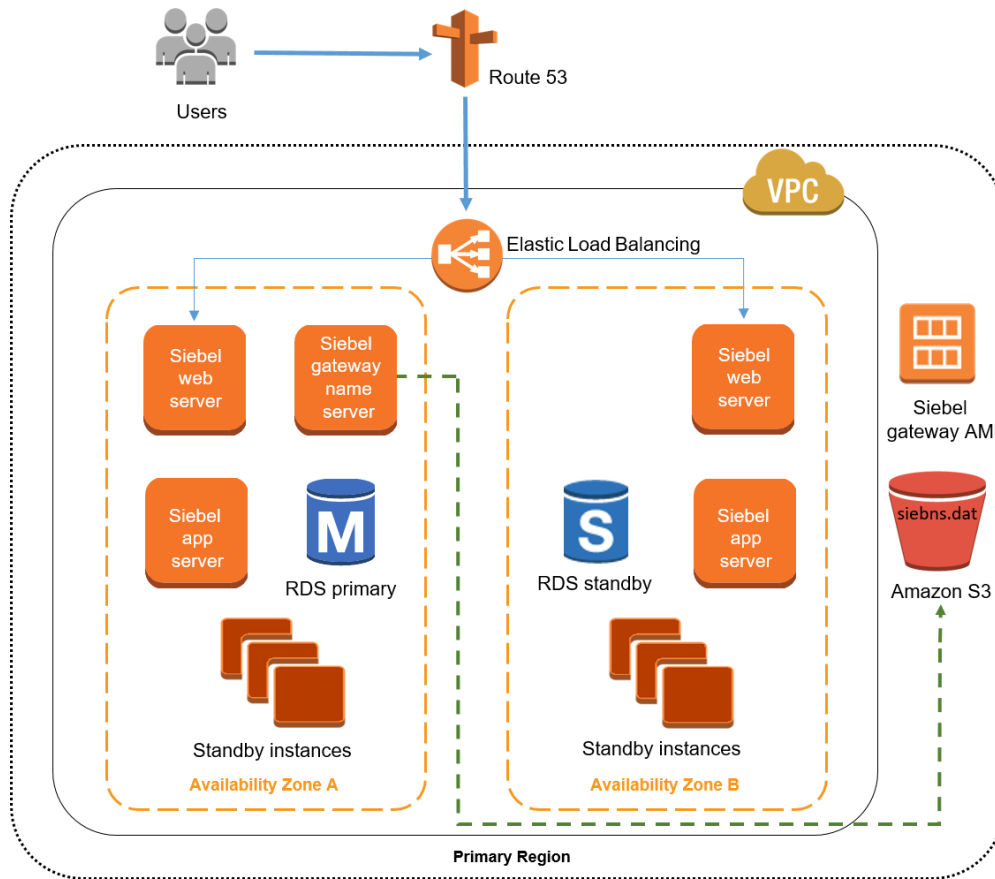 Users
Route 53
VPC
Elastic Load Balancing
Siebel
web
server
Siebel
gateway
name
server
Siebel
web
server
Siebel
gateway AMI
Siebel
app
server
M
RDS primary
S
RDS standby
Siebel
app
server
siebns.dat
Amazon S3
Standby instances
Standby instances
Availability Zone A
Availability Zone B
Primary Region